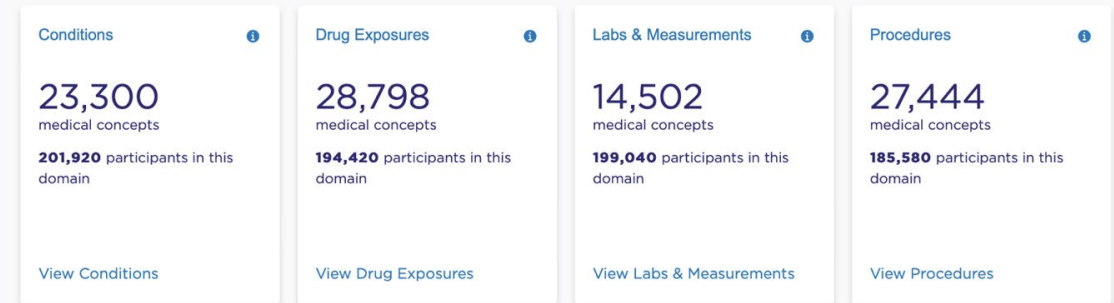 Conditions
23,300
medical concepts
201,920 participants in this
domain
View Conditions
Drug Exposures
28,798
medical concepts
194,420 participants in this
domain
View Drug Exposures
Labs & Measurements
14,502
medical concepts
199,040 participants in this
domain
View Labs & Measurements
Procedures
27,444
medical concepts
185,580 participants in this
domain
View Procedures